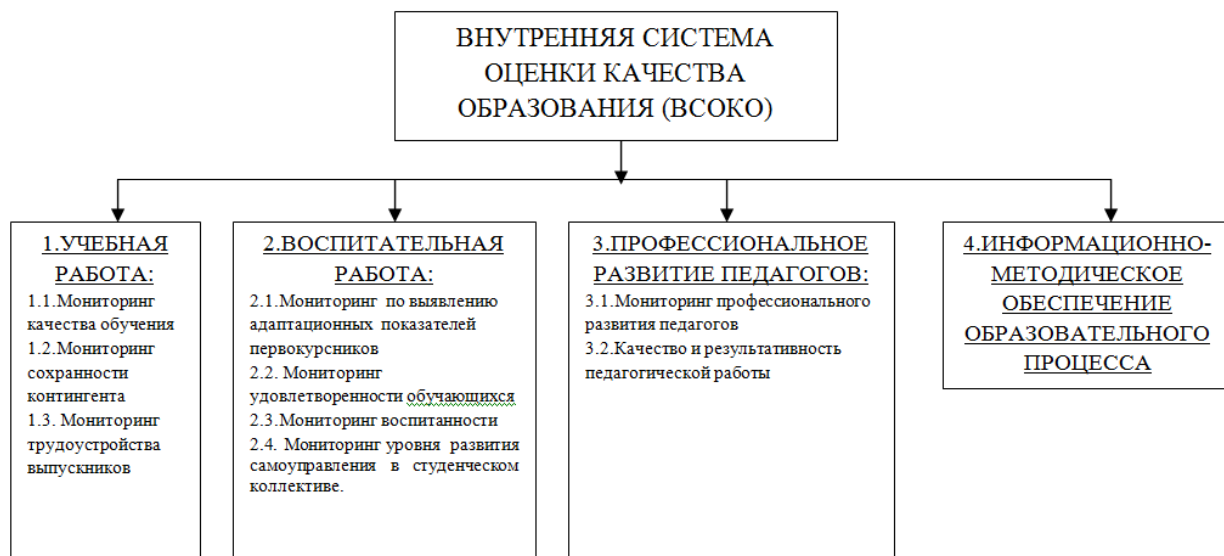 ВНУТРЕННЯЯ СИСТЕМА
ОЦЕНКИ КАЧЕСТВА
ОБРАЗОВАНИЯ (ВСОКО)
1.УЧЕБНАЯ
РАБОТА:
1.1.Мониторинг
качества обучения
1.2.Мониторинг
сохранности
контингента
1.3. Мониторинг
трудоустройства
выпускников
2.ВОСПИТАТЕЛЬНАЯ
РАБОТА:
2.1.Мониторинг по выявлению
адаптационных показателей
первокурсников
2.2. Мониторинг
удовлетворенности обучающихся
2.3.Мониторинг воспитанности
2.4. Мониторинг уровня развития
самоуправления в студенческом
коллективе.
3.ПРОФЕССИОНАЛЬНОЕ
РАЗВИТИЕ ПЕДАГОГОВ:
3.1.Мониторинг профессионального
развития педагогов
3.2.Качество и результативность
педагогической работы
4.ИНФОРМАЦИОННО-
МЕТОДИЧЕСКОЕ
ОБЕСПЕЧЕНИЕ
ОБРАЗОВАТЕЛЬНОГО
ПРОЦЕССА